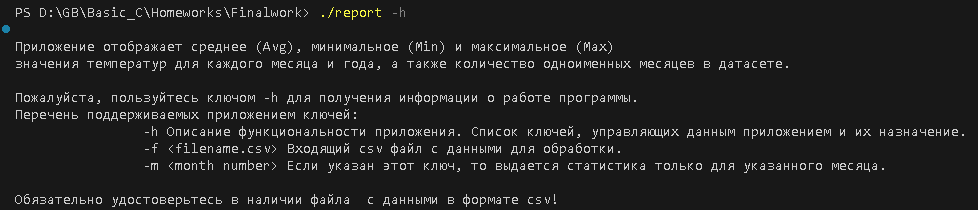 PS D:\GB\Basic_C\Homeworks\Finalwork> ./report -h
Приложение отображает среднее (Avg), минимальное (Min) и максимальное (Max)
значения температур для каждого месяца и года, а также количество одноименных месяцев в датасете.
Пожалуйста, пользуйтесь ключом -h для получения информации о работе программы.
Перечень поддерживаемых приложением ключей:
-h Описание функциональности приложения. Список ключей, управляющих данным приложением и их назначение.
-f <filename.csv> Входящий csv файл с данными для обработки.
-m <month number> Если указан этот ключ, то выдается статистика только для указанного месяца.
Обязательно удостоверьтесь в наличии файла  с данными в формате csv!